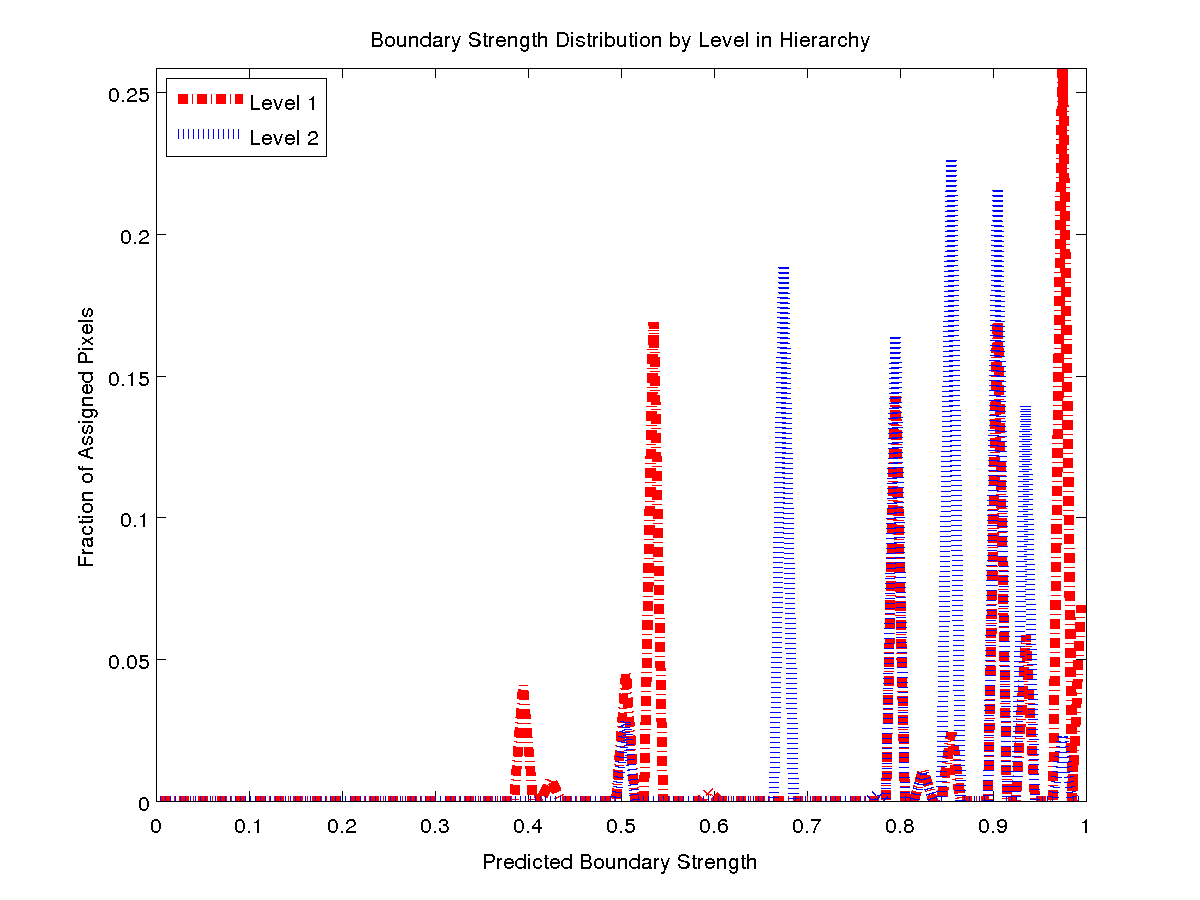 Boundary Strength Distribution by Level in Hierarchy
Level 1
Level 2
0.25
0.2
0.15
0.1
0.05
0
Fraction of Assigned Pixels
0 0.1 0.2 0.3 0.4 0.5 0.6 0.7 0.8 0.9 1
Predicted Boundary Strength